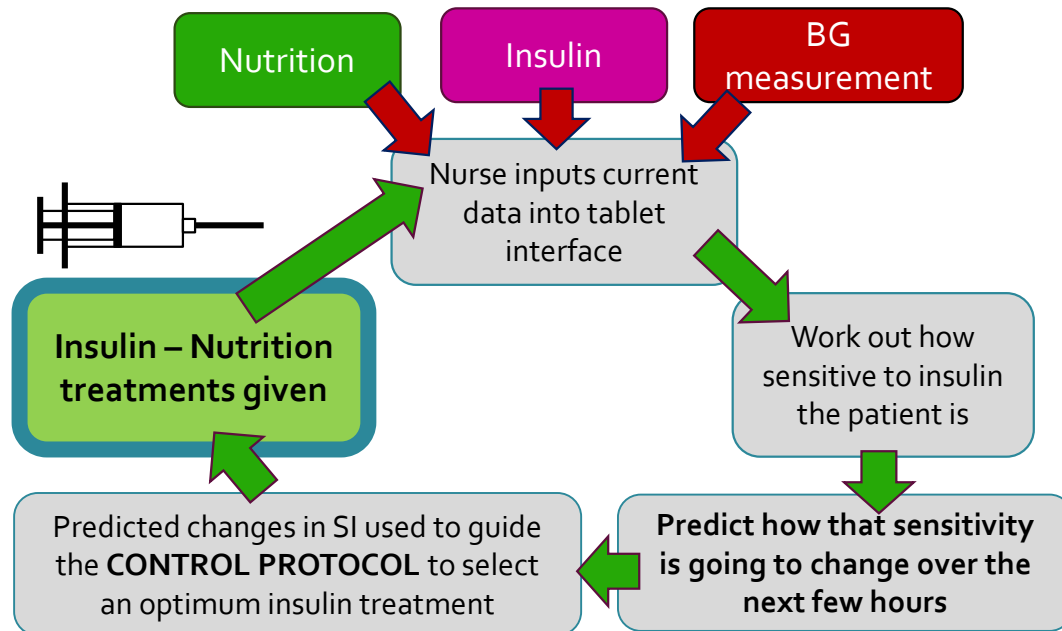 Nutrition
Insulin
BG
measurement
Nurse inputs current
data into tablet
interface
Work out how
sensitive to insulin
the patient is
Predict how that sensitivity
is going to change over the
next few hours
Predicted changes in SI used to guide
the CONTROL PROTOCOL to select
an optimum insulin treatment
Insulin – Nutrition
treatments given